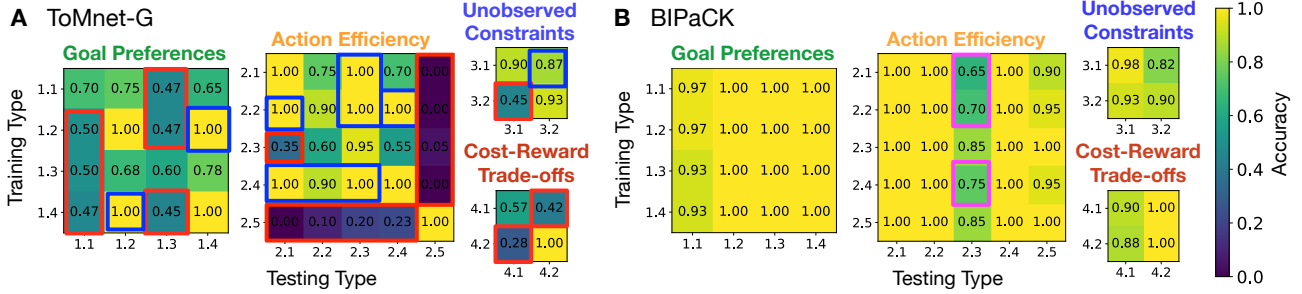 A ToMnet-G
Goal Preferences
Training Type
1.1 0.70 0.75 0.47 0.65
1.2 0.50 1.00 0.47 1.00
1.3 0.50 0.68 0.60 0.78
1.4 0.47 1.00 0.45 1.00
1.1 1.2 1.3 1.4
Action Efficiency
2.1 1.00 0.75 1.00 0.70 0.00
2.2 1.00 0.90 1.00 1.00 0.00
2.3 0.35 0.60 0.95 0.55 0.05
2.4 1.00 0.90 1.00 1.00 0.00
2.5 0.00 0.10 0.20 0.23 1.00
2.1 2.2 2.3 2.4 2.5
Testing Type
Unobserved
Constraints
3.1 0.90 0.87
3.2 0.45 0.93
3.1 3.2
Cost-Reward
Trade-offs
4.1 0.57 0.42
4.2 0.28 1.00
4.1 4.2
B BIPaCK
Goal Preferences
Training Type
1.1 0.97 1.00 1.00 1.00
1.2 0.97 1.00 1.00 1.00
1.3 0.93 1.00 1.00 1.00
1.4 0.93 1.00 1.00 1.00
1.1 1.2 1.3 1.4
Action Efficiency
2.1 1.00 1.00 0.65 1.00 0.90
2.2 1.00 1.00 0.70 1.00 0.95
2.3 1.00 1.00 0.85 1.00 1.00
2.4 1.00 1.00 0.75 1.00 0.95
2.5 1.00 1.00 0.85 1.00 1.00
2.1 2.2 2.3 2.4 2.5
Testing Type
Unobserved
Constraints
3.1 0.98 0.82
3.2 0.93 0.90
3.1 3.2
Cost-Reward
Trade-offs
4.1 0.90 1.00
4.2 0.88 1.00
4.1 4.2
1.0
0.8
0.6
0.4
0.2
0.0
Accuracy